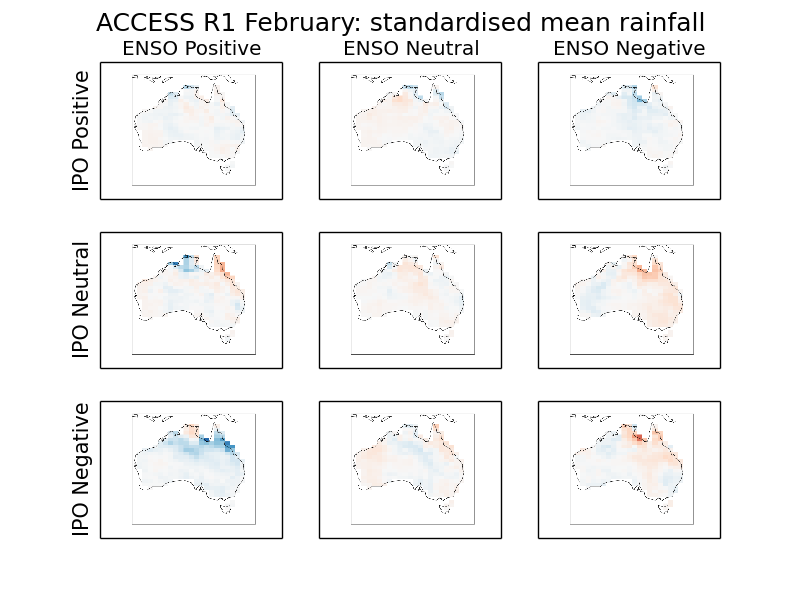 ACCESS R1 February: standardised mean rainfall
ENSO Positive ENSO Neutral ENSO Negative
IPO Positive
IPO Neutral
IPO Negative